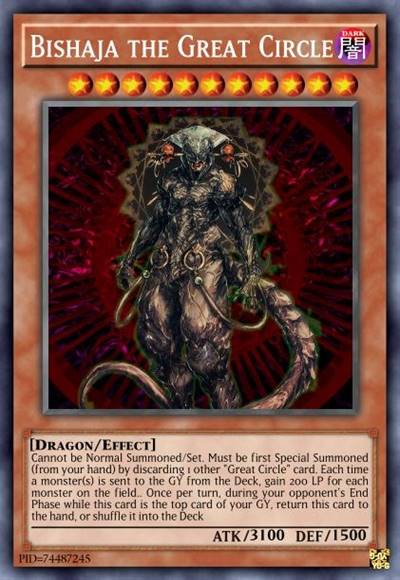 Bishaja the Great Circle
DARK
闇
[Dragon/Effect]
Cannot be Normal Summoned/Set. Must be first Special Summoned
(from your hand) by discarding 1 other "Great Circle" card. Each time
a monster(s) is sent to the GY from the Deck, gain 200 LP for each
monster on the field.. Once per turn, during your opponent's End
Phase while this card is the top card of your GY, return this card to
the hand, or shuffle it into the Deck
ATK/3100 DEF/1500
PID=74487245